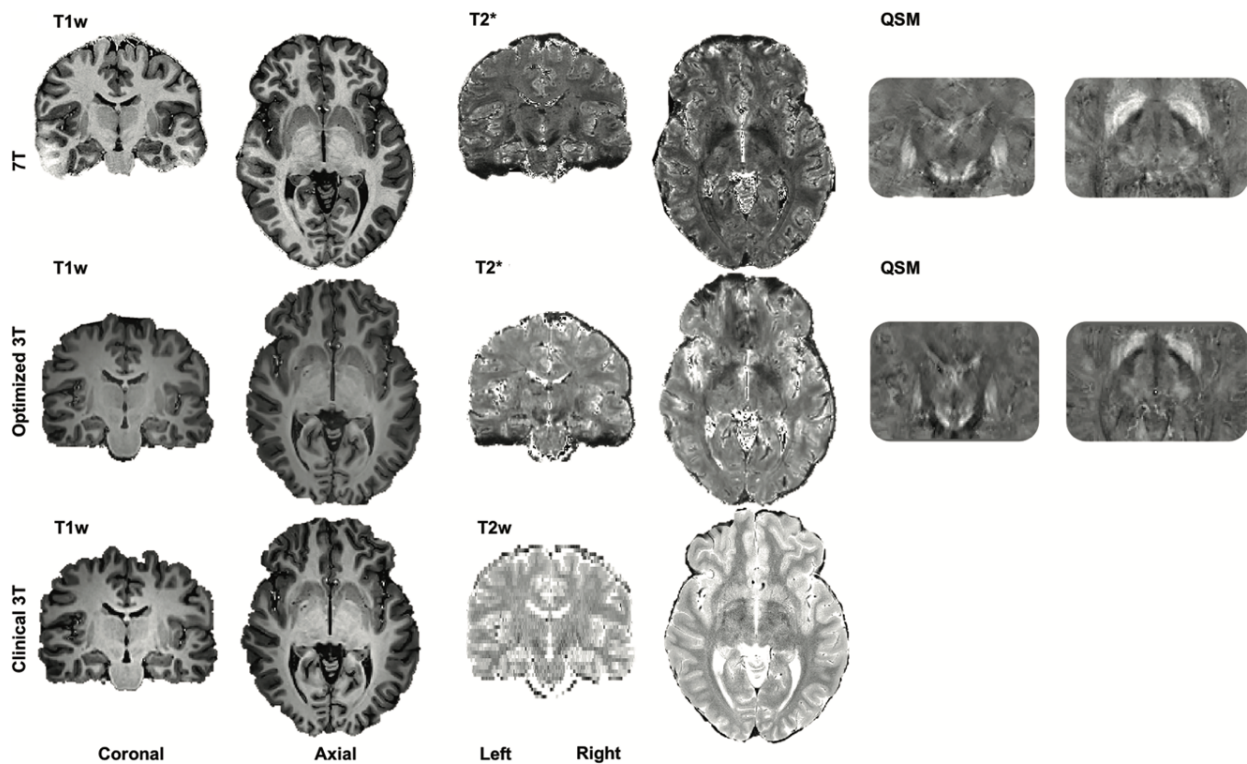 T1w T2* QSM
7T
T1w T2* QSM
Optimized 3T
T1w T2w
Clinical 3T
Coronal Axial Left Right